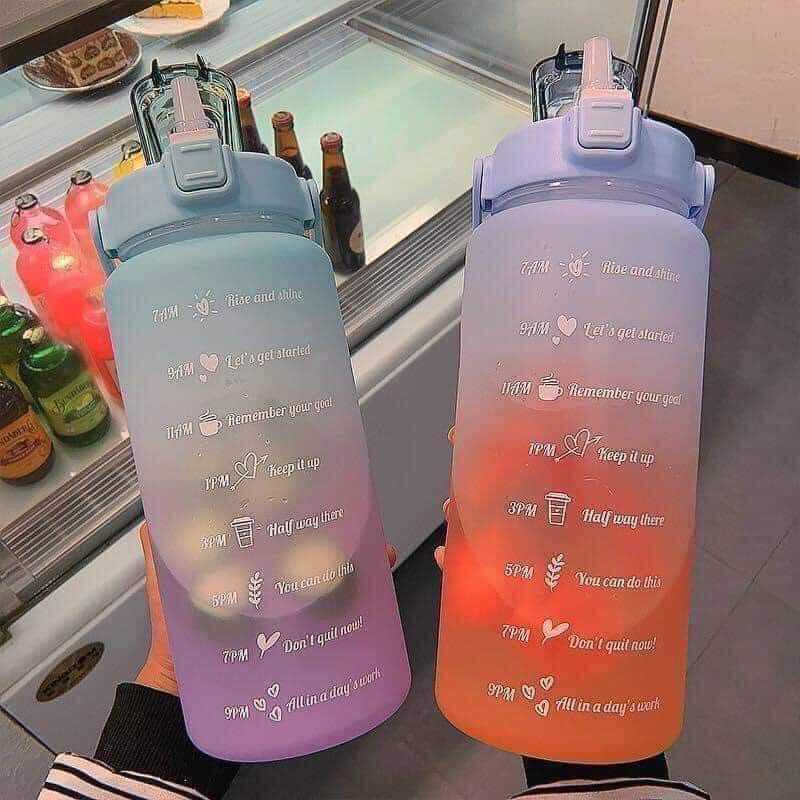 7AM Rise and shine
9AM Let's get started
11AM Remember your goal
1PM Keep it up
3PM Half way there
5PM You can do this
7PM Don't quit now!
9PM All in a day's work
7AM Rise and shine
9AM Let's get started
11AM Remember your goal
1PM Keep it up
3PM Half way there
5PM You can do this
7PM Don't quit now!
9PM All in a day's work
BUNDABERG